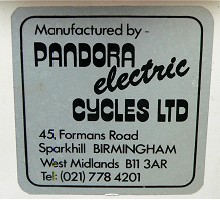 Manufactured by -
PANDORA
electric
CYCLES LTD
45, Formans Road
Sparkhill BIRMINGHAM
West Midlands B11 3AR
Tel: (021) 778 4201